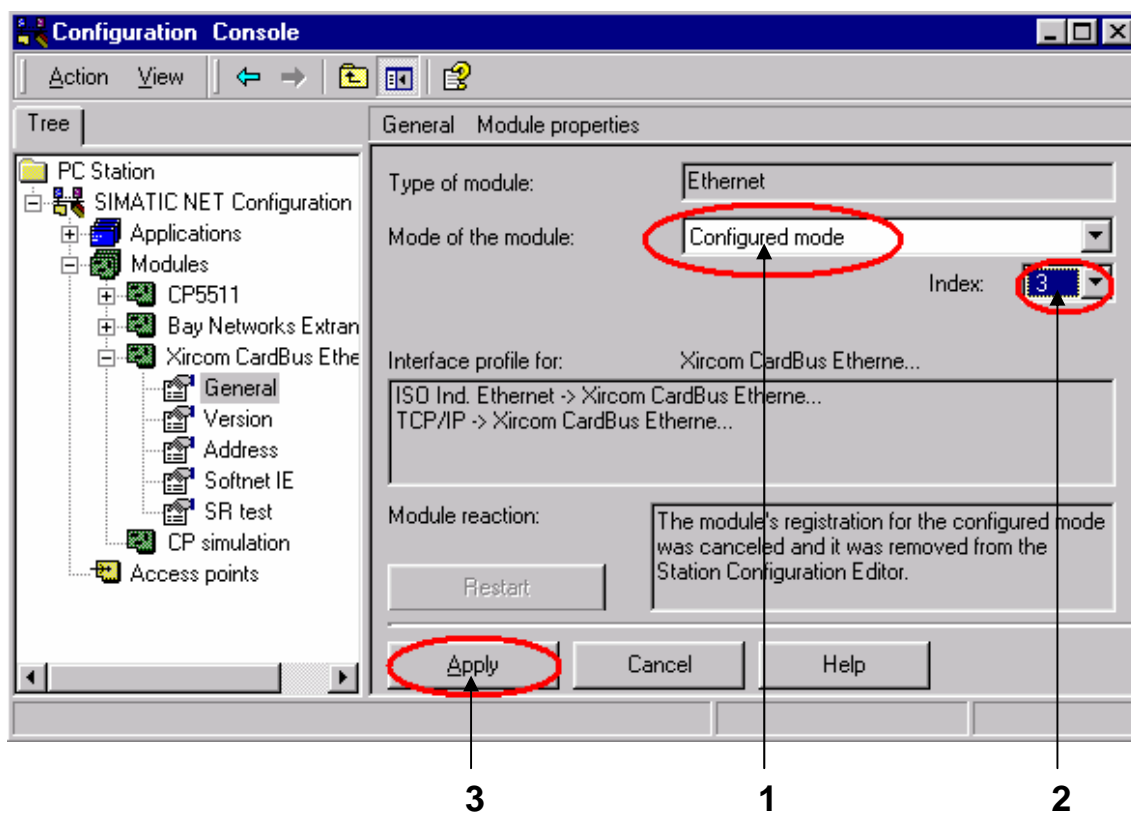 Configuration Console
Action View
Tree
General Module properties
PC Station
SIMATIC NET Configuration
Applications
Modules
CP5511
Bay Networks Extran
Xircom CardBus Ethe
General
Version
Address
Softnet IE
SR test
CP simulation
Access points
Type of module: Ethernet
Mode of the module: Configured mode
Index: 3
Interface profile for: Xircom CardBus Etherne...
ISO Ind. Ethernet -> Xircom CardBus Etherne...
TCP/IP -> Xircom CardBus Etherne...
Module reaction:
The module's registration for the configured mode
was canceled and it was removed from the
Station Configuration Editor.
Restart
Apply Cancel Help
3 1 2